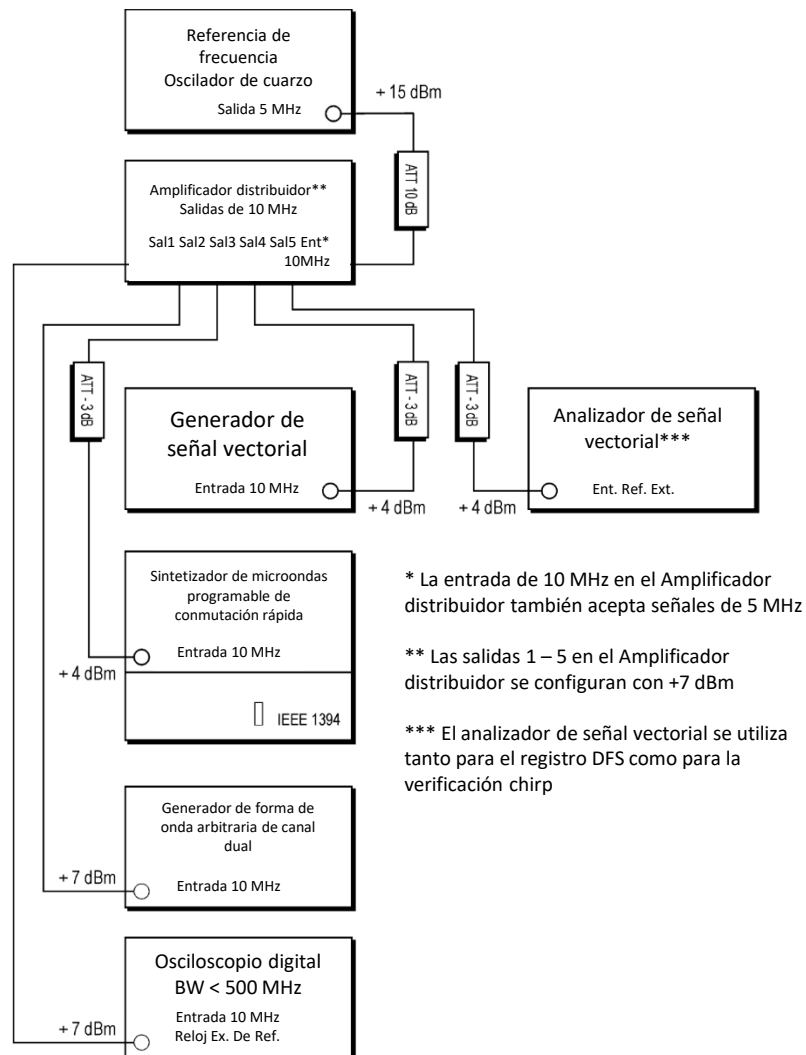 Referencia de
frecuencia
Oscilador de cuarzo
Salida 5 MHz
+ 15 dBm
ATT 10 dB
Amplificador distribuidor**
Salidas de 10 MHz
Sal1 Sal2 Sal3 Sal4 Sal5 Ent*
10MHz
ATT - 3 dB
ATT - 3 dB
ATT - 3 dB
Generador de
señal vectorial
Entrada 10 MHz
+ 4 dBm
Analizador de señal
vectorial***
Ent. Ref. Ext.
+ 4 dBm
Sintetizador de microondas
programable de
conmutación rápida
Entrada 10 MHz
+ 4 dBm
IEEE 1394
* La entrada de 10 MHz en el Amplificador
distribuidor también acepta señales de 5 MHz
** Las salidas 1 – 5 en el Amplificador
distribuidor se configuran con +7 dBm
*** El analizador de señal vectorial se utiliza
tanto para el registro DFS como para la
verificación chirp
Generador de forma de
onda arbitraria de canal
dual
Entrada 10 MHz
+ 7 dBm
Osciloscopio digital
BW < 500 MHz
Entrada 10 MHz
Reloj Ex. De Ref.
+ 7 dBm